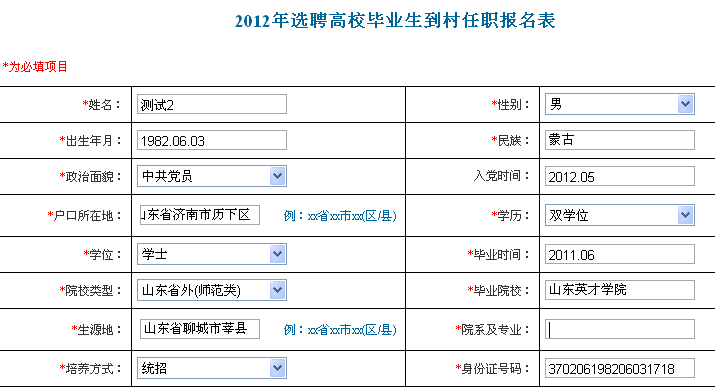 2012年选聘高校毕业生到村任职报名表
*为必填项目
*姓名： 测试2 *性别： 男
*出生年月： 1982.06.03 *民族： 蒙古
*政治面貌： 中共党员 入党时间： 2012.05
*户口所在地： 山东省济南市历下区 例：xx省xx市xx(区/县) *学历： 双学位
*学位： 学士 *毕业时间： 2011.06
*院校类型： 山东省外(师范类) *毕业院校： 山东英才学院
*生源地： 山东省聊城市莘县 例：xx省xx市xx(区/县) *院系及专业：
*培养方式： 统招 *身份证号码： 370206198206031718